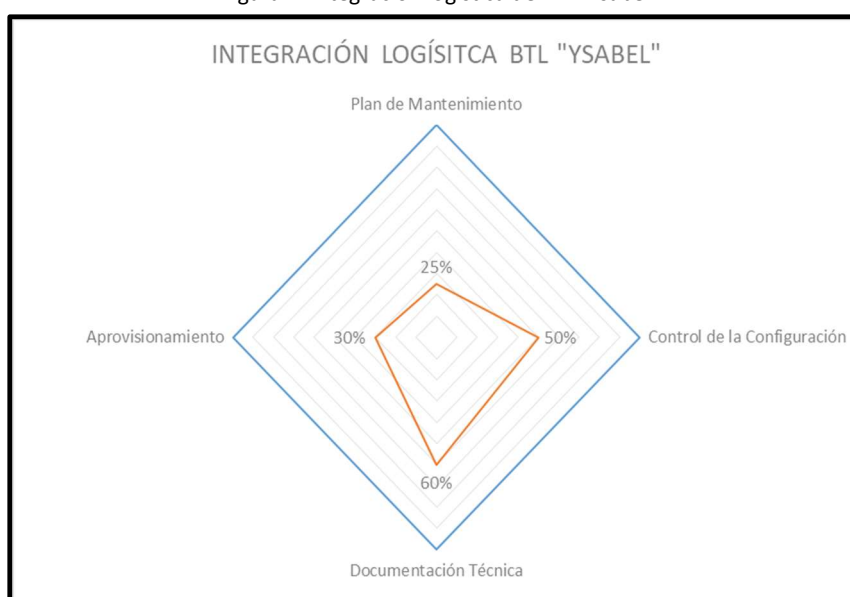 INTEGRACIÓN LOGÍSITCA BTL "YSABEL"
Plan de Mantenimiento
25%
Aprovisionamiento
30%
50%
Control de la Configuración
60%
Documentación Técnica